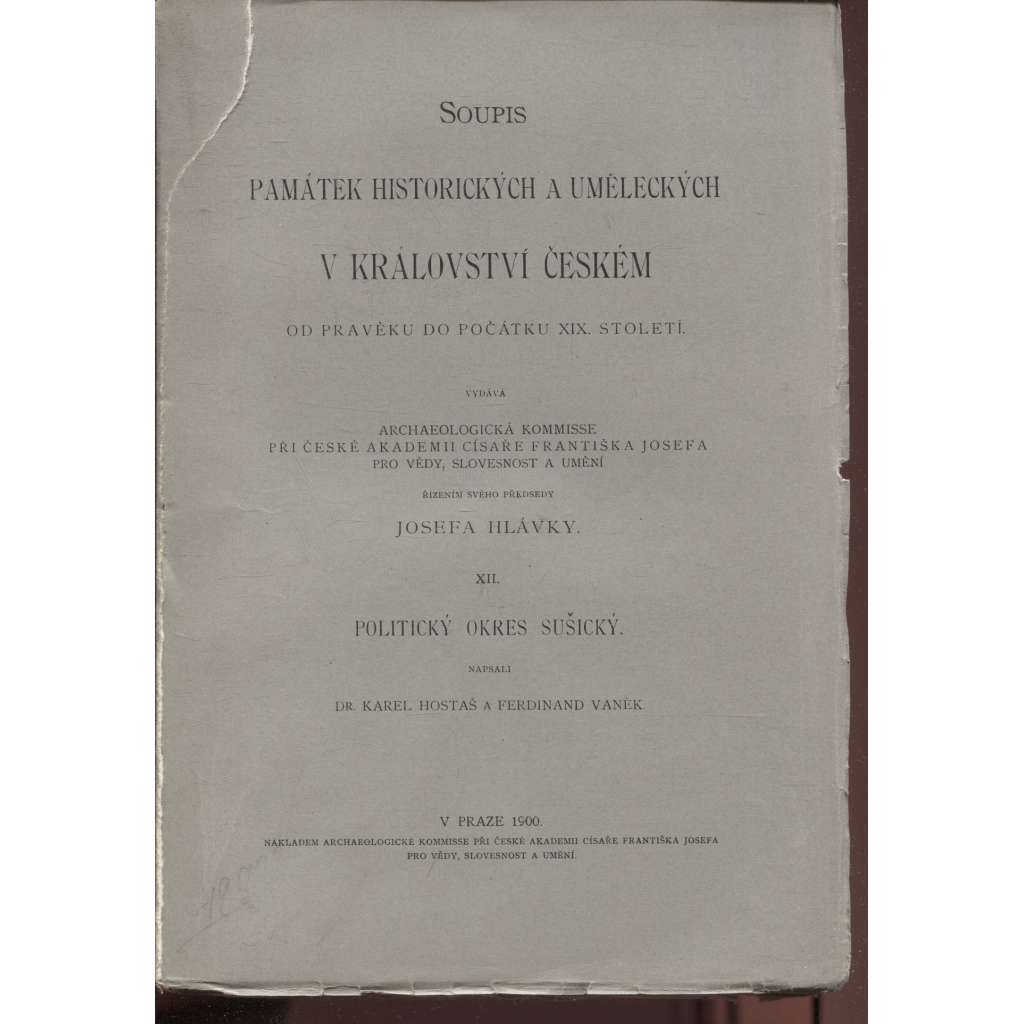 SOUPIS
PAMÁTEK HISTORICKÝCH A UMĚLECKÝCH
V KRÁLOVSTVÍ ČESKÉM
OD PRAVĚKU DO POČÁTKU XIX. STOLETÍ.
VYDÁVÁ
ARCHAEOLOGICKÁ KOMMISSE
PŘI ČESKÉ AKADEMII CÍSAŘE FRANTIŠKA JOSEFA
PRO VĚDY, SLOVESNOST A UMĚNÍ
ŘÍZENÍM SVÉHO PŘEDSEDY
JOSEFA HLÁVKY.
XII.
POLITICKÝ OKRES SUŠICKÝ.
NAPSALI
DR. KAREL HOSTAŠ A FERDINAND VANĚK.
V PRAZE 1900.
NÁKLADEM ARCHAEOLOGICKÉ KOMMISSE PŘI ČESKÉ AKADEMII CÍSAŘE FRANTIŠKA JOSEFA
PRO VĚDY, SLOVESNOST A UMĚNÍ.